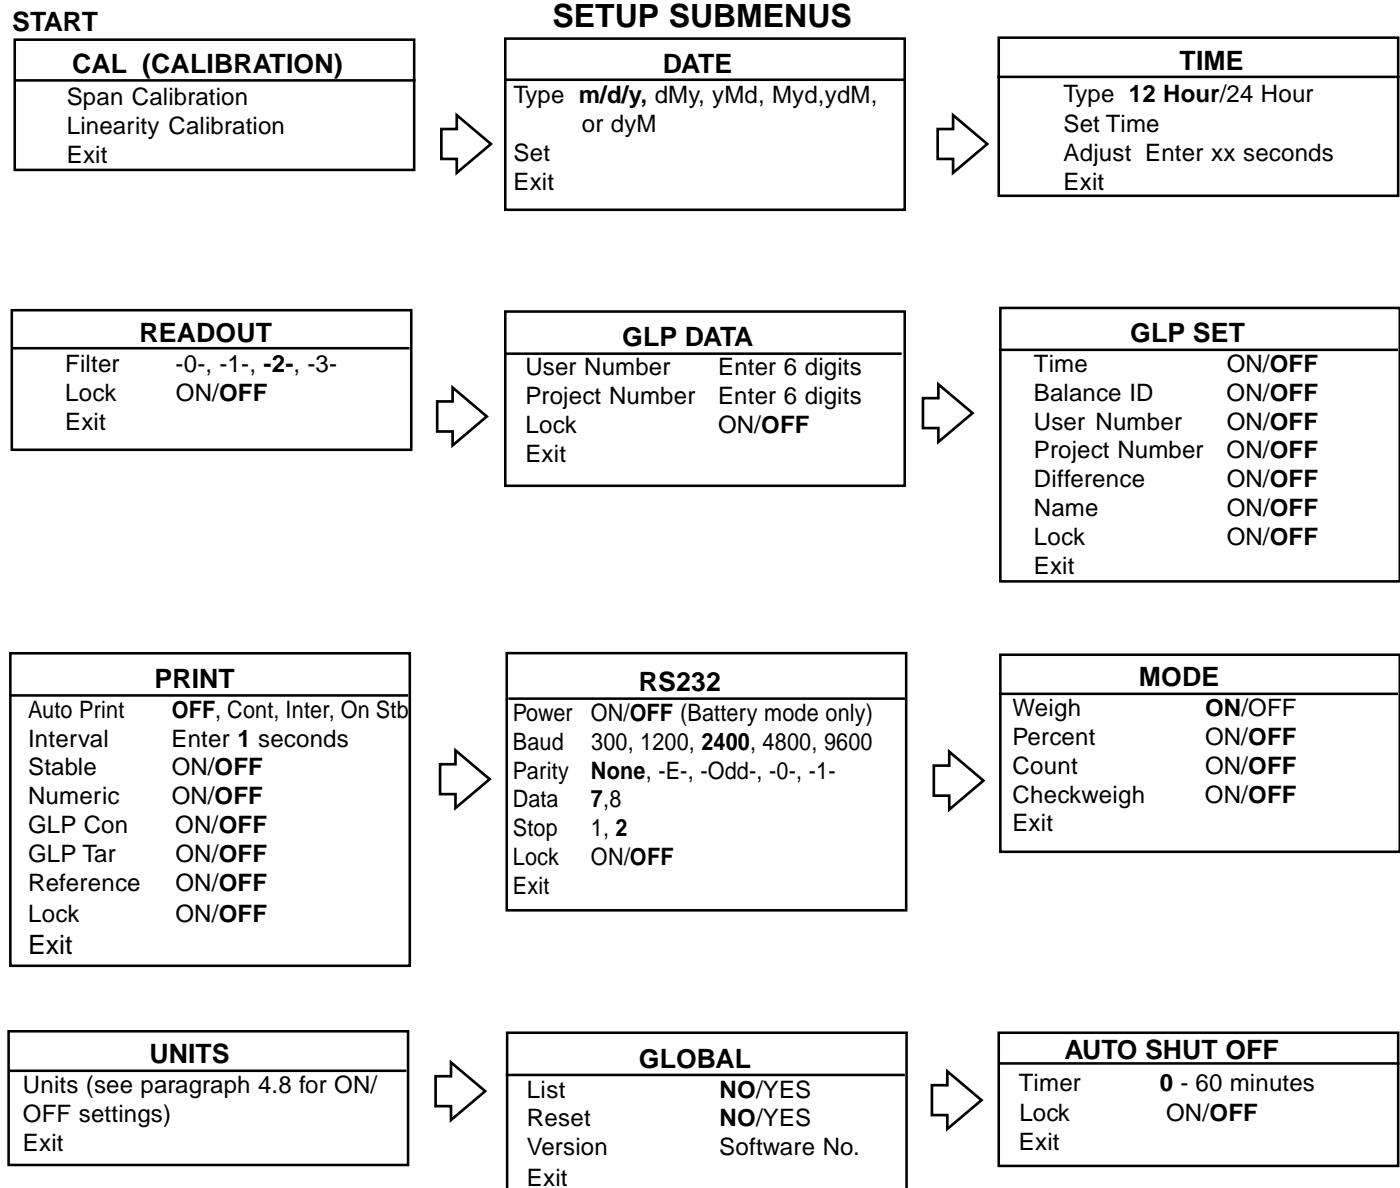 START
SETUP SUBMENUS
CAL (CALIBRATION)
Span Calibration
Linearity Calibration
Exit
DATE
Type m/d/y, dMy, yMd, Myd,ydM,
or dyM
Set
Exit
TIME
Type 12 Hour/24 Hour
Set Time
Adjust Enter xx seconds
Exit
READOUT
Filter -0-, -1-, -2-, -3-
Lock ON/OFF
Exit
GLP DATA
User Number Enter 6 digits
Project Number Enter 6 digits
Lock ON/OFF
Exit
GLP SET
Time ON/OFF
Balance ID ON/OFF
User Number ON/OFF
Project Number ON/OFF
Difference ON/OFF
Name ON/OFF
Lock ON/OFF
Exit
PRINT
Auto Print OFF, Cont, Inter, On Stb
Interval Enter 1 seconds
Stable ON/OFF
Numeric ON/OFF
GLP Con ON/OFF
GLP Tar ON/OFF
Reference ON/OFF
Lock ON/OFF
Exit
RS232
Power ON/OFF (Battery mode only)
Baud 300, 1200, 2400, 4800, 9600
Parity None, -E-, -Odd-, -0-, -1-
Data 7,8
Stop 1, 2
Lock ON/OFF
Exit
MODE
Weigh ON/OFF
Percent ON/OFF
Count ON/OFF
Checkweigh ON/OFF
Exit
UNITS
Units (see paragraph 4.8 for ON/
OFF settings)
Exit
GLOBAL
List NO/YES
Reset NO/YES
Version Software No.
Exit
AUTO SHUT OFF
Timer 0 - 60 minutes
Lock ON/OFF
Exit